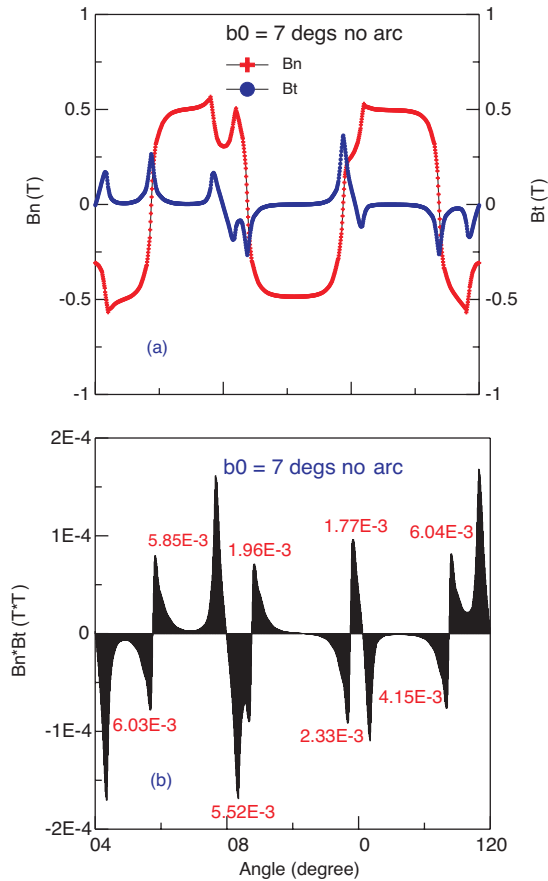 b0 = 7 degs no arc
Bn
Bt
1
1
0.5
0.5
0
0
-0.5
-0.5
-1
-1
Bn (T)
Bt (T)
(a)
2E-4
b0 = 7 degs no arc
1E-4
5.85E-3
1.96E-3
1.77E-3
6.04E-3
0
Bn*Bt (T*T)
-1E-4
6.03E-3
2.33E-3
4.15E-3
(b)
5.52E-3
-2E-4
04
08
0
120
Angle (degree)